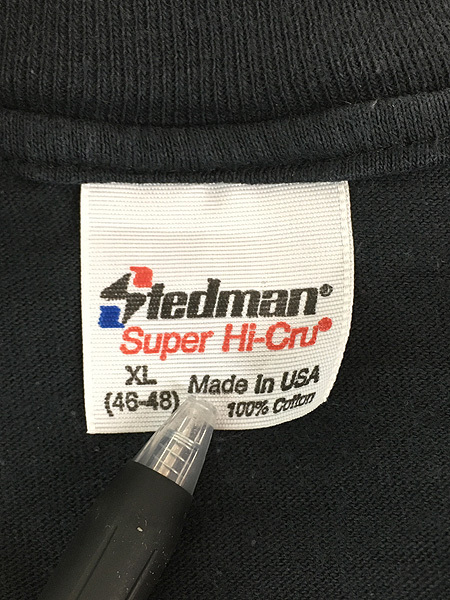 Stedman®
Super Hi-Cru®
XL
(46-48)
Made in USA
100% Cotton